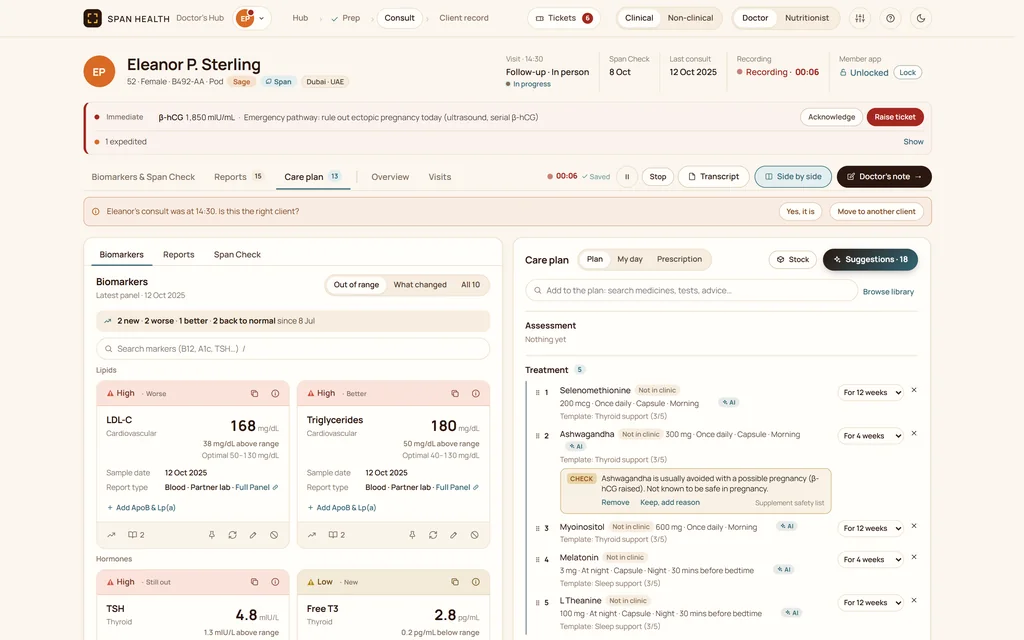 SPAN HEALTH Doctor's Hub EP Hub Prep Consult Client record Tickets 6 Clinical Non-clinical Doctor Nutritionist
EP
Eleanor P. Sterling
52 · Female · B492-AA · Pod Sage Span Dubai · UAE
Visit · 14:30
Follow-up · In person
In progress
Span Check
8 Oct
Last consult
12 Oct 2025
Recording
Recording · 00:06
Member app
Unlocked Lock
Immediate β-hCG 1,850 mIU/mL · Emergency pathway: rule out ectopic pregnancy today (ultrasound, serial β-hCG) Acknowledge Raise ticket
1 expedited Show
Biomarkers & Span Check Reports 15 Care plan 13 Overview Visits 00:06 Saved Stop Transcript Side by side Doctor's note →
Eleanor's consult was at 14:30. Is this the right client? Yes, it is Move to another client
Biomarkers Reports Span Check
Biomarkers
Latest panel · 12 Oct 2025
Out of range What changed All 10
2 new · 2 worse · 1 better · 2 back to normal since 8 Jul
Search markers (B12, A1c, TSH…) /
Lipids
High · Worse
LDL-C
Cardiovascular
168 mg/dL
38 mg/dL above range
Optimal 50–130 mg/dL
Sample date 12 Oct 2025
Report type Blood · Partner lab · Full Panel
+ Add ApoB & Lp(a)
2
High · Better
Triglycerides
Cardiovascular
180 mg/dL
50 mg/dL above range
Optimal 40–130 mg/dL
Sample date 12 Oct 2025
Report type Blood · Partner lab · Full Panel
+ Add ApoB & Lp(a)
2
Hormones
High · Still out
TSH
Thyroid
4.8 mIU/L
1.3 mIU/L above range
Low · New
Free T3
Thyroid
2.8 pg/mL
0.2 pg/mL below range
Care plan Plan My day Prescription Stock Suggestions · 18
Add to the plan: search medicines, tests, advice… Browse library
Assessment
Nothing yet
Treatment 5
1 Selenomethionine Not in clinic For 12 weeks
200 mcg · Once daily · Capsule · Morning AI
Template: Thyroid support (3/5)
2 Ashwagandha Not in clinic 300 mg · Once daily · Capsule · Morning For 4 weeks
AI
Template: Thyroid support (3/5)
CHECK Ashwagandha is usually avoided with a possible pregnancy (β-
hCG raised). Not known to be safe in pregnancy.
Remove Keep, add reason Supplement safety list
3 Myoinositol Not in clinic 600 mg · Once daily · Morning AI For 12 weeks
Template: Thyroid support (3/5)
4 Melatonin Not in clinic For 4 weeks
3 mg · At night · Capsule · Night · 30 mins before bedtime AI
Template: Sleep support (3/5)
5 L Theanine Not in clinic For 12 weeks
100 mg · At night · Capsule · Night · 30 mins before bedtime AI
Template: Sleep support (3/5)